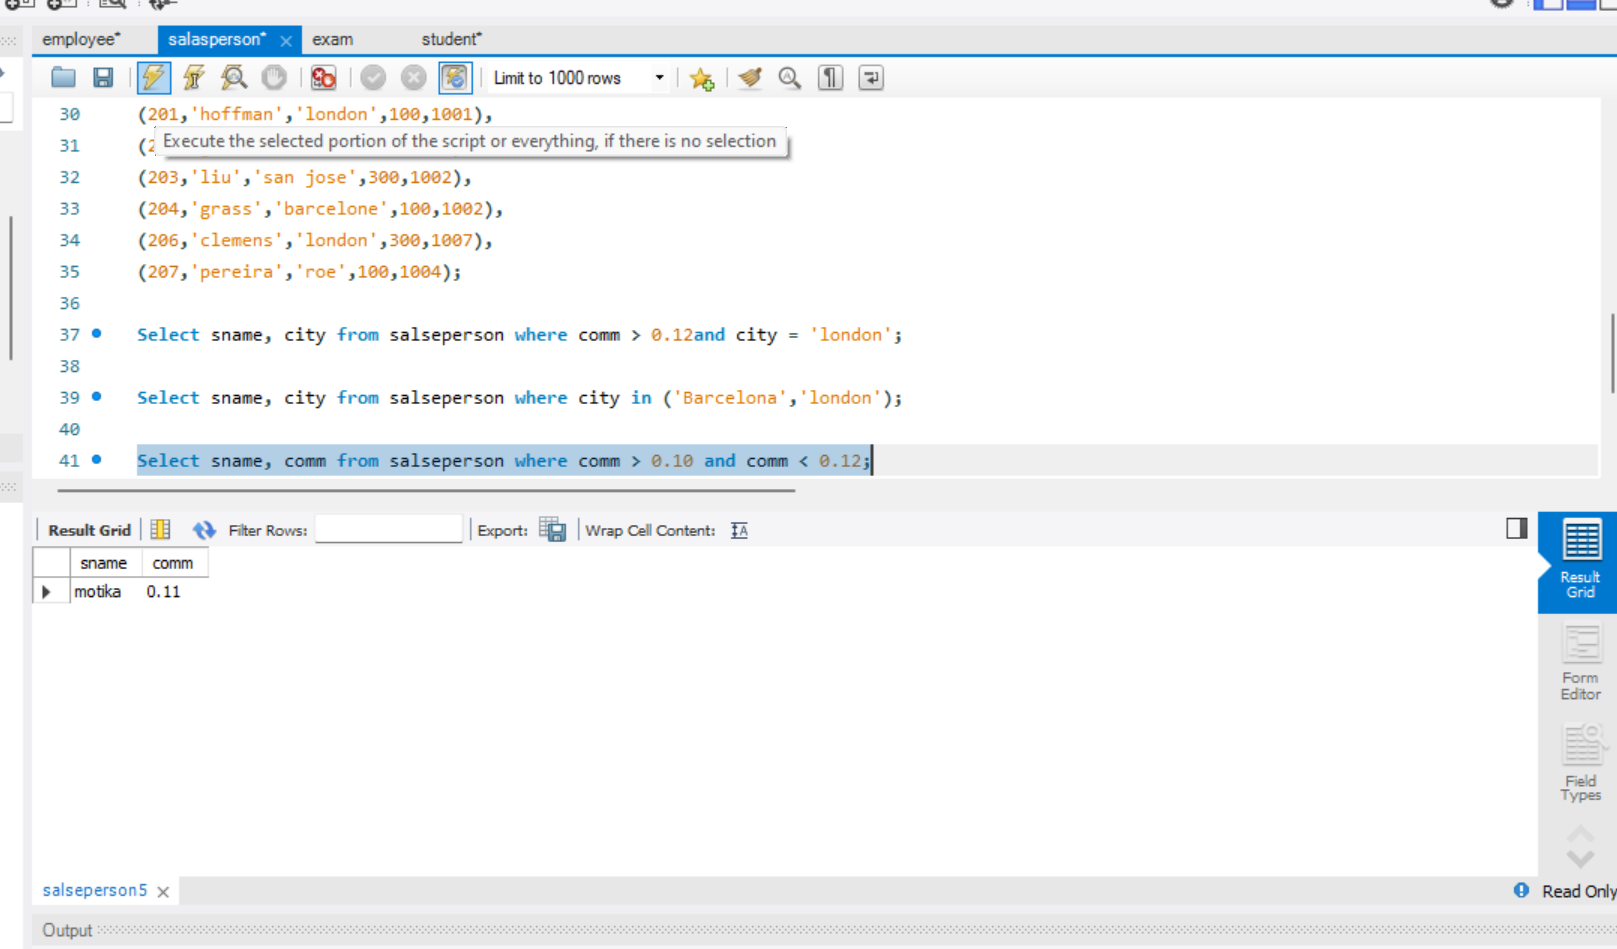 employee* salasperson* exam student*
Limit to 1000 rows
30 (201,'hoffman','london',100,1001),
31 (2
Execute the selected portion of the script or everything, if there is no selection
32 (203,'liu','san jose',300,1002),
33 (204,'grass','barcelone',100,1002),
34 (206,'clemens','london',300,1007),
35 (207,'pereira','roe',100,1004);
36
37 Select sname, city from salseperson where comm > 0.12and city = 'london';
38
39 Select sname, city from salseperson where city in ('Barcelona','london');
40
41 Select sname, comm from salseperson where comm > 0.10 and comm < 0.12;
Result Grid Filter Rows: Export: Wrap Cell Content:
sname comm
motika 0.11
Result
Grid
Form
Editor
Field
Types
salseperson5 Read Only
Output